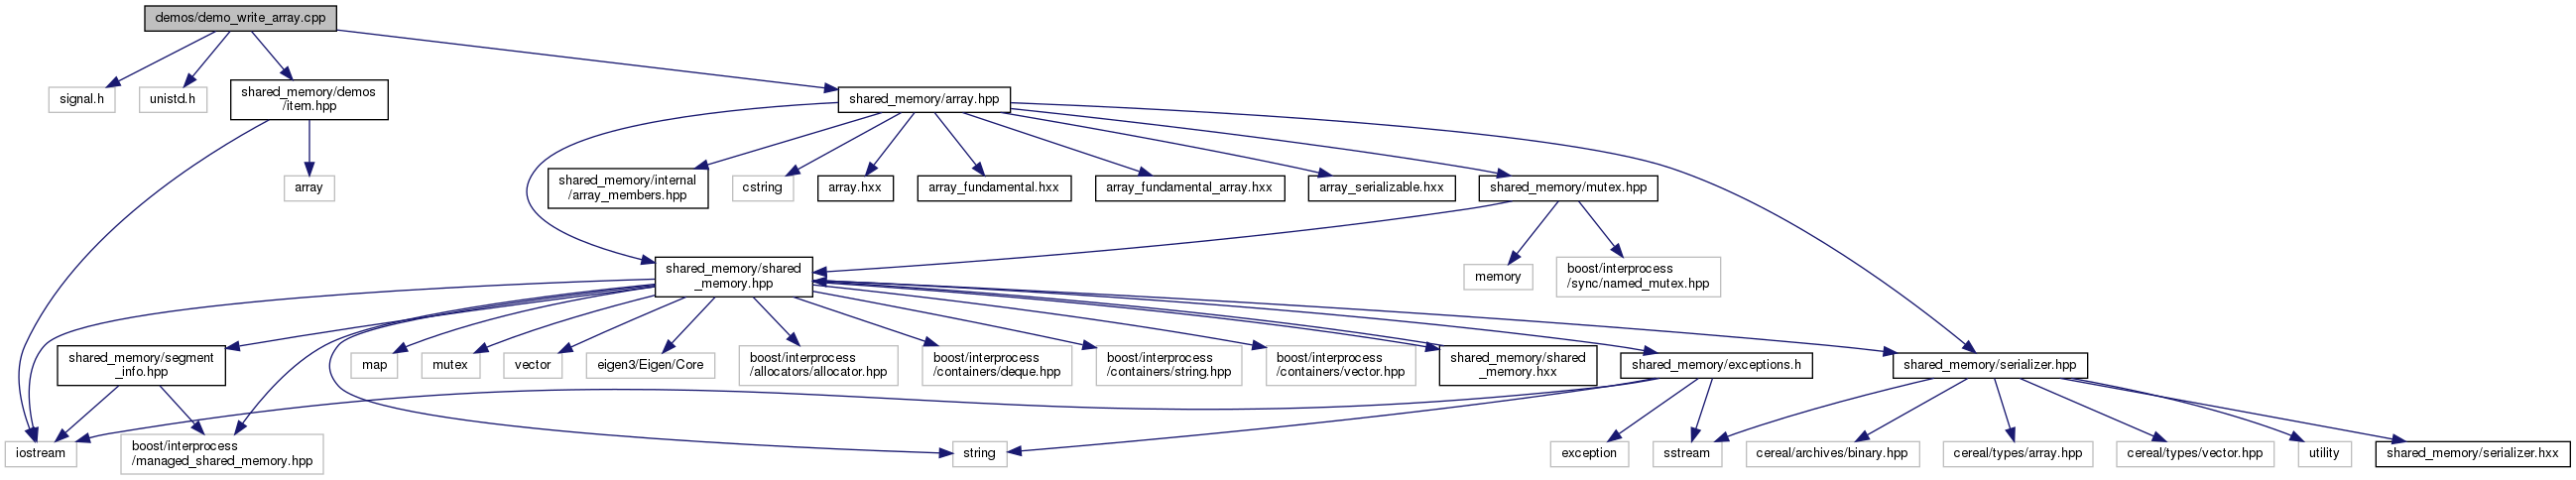 demos/demo_write_array.cpp
signal.h
unistd.h
shared_memory/demos
/item.hpp
shared_memory/array.hpp
array
shared_memory/internal
/array_members.hpp
cstring
array.hxx
array_fundamental.hxx
array_fundamental_array.hxx
array_serializable.hxx
shared_memory/mutex.hpp
shared_memory/shared
_memory.hpp
memory
boost/interprocess
/sync/named_mutex.hpp
shared_memory/segment
_info.hpp
map
mutex
vector
eigen3/Eigen/Core
boost/interprocess
/allocators/allocator.hpp
boost/interprocess
/containers/deque.hpp
boost/interprocess
/containers/string.hpp
boost/interprocess
/containers/vector.hpp
shared_memory/shared
_memory.hxx
shared_memory/exceptions.h
shared_memory/serializer.hpp
iostream
boost/interprocess
/managed_shared_memory.hpp
string
exception
sstream
cereal/archives/binary.hpp
cereal/types/array.hpp
cereal/types/vector.hpp
utility
shared_memory/serializer.hxx